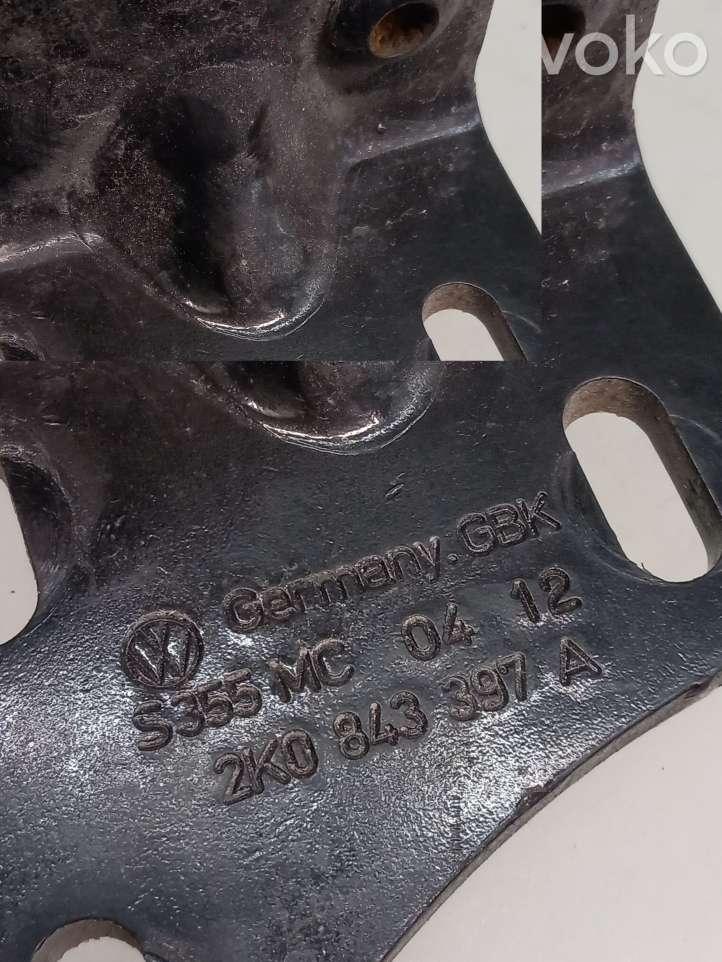 voko
Germany.GBK
S355 MC 04 12
2K0 843 397 A